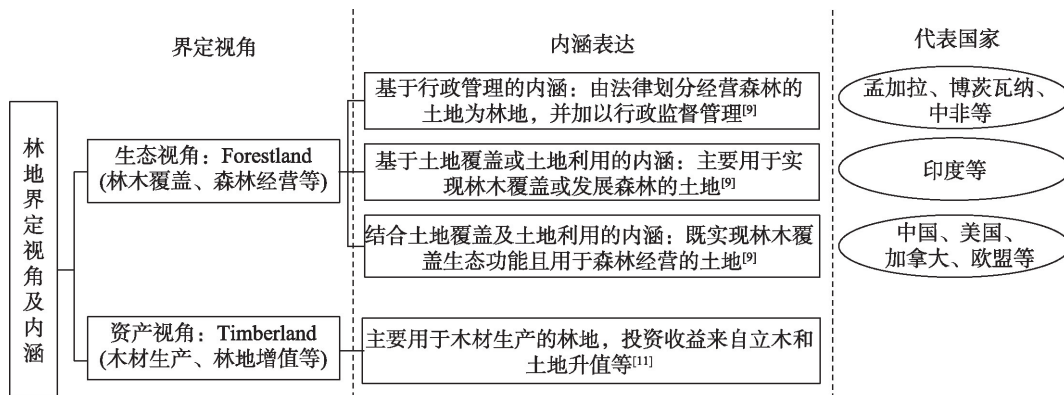 界定视角
内涵表达
代表国家
林地界定视角及内涵
生态视角：Forestland
(林木覆盖、森林经营等)
资产视角：Timberland
(木材生产、林地增值等)
基于行政管理的内涵：由法律划分经营森林的
土地为林地，并加以行政监督管理[9]
孟加拉、博茨瓦纳、
中非等
基于土地覆盖或土地利用的内涵：主要用于实
现林木覆盖或发展森林的土地[9]
印度等
结合土地覆盖及土地利用的内涵：既实现林木覆
盖生态功能且用于森林经营的土地[9]
中国、美国、
加拿大、欧盟等
主要用于木材生产的林地，投资收益来自立木和
土地升值等[11]